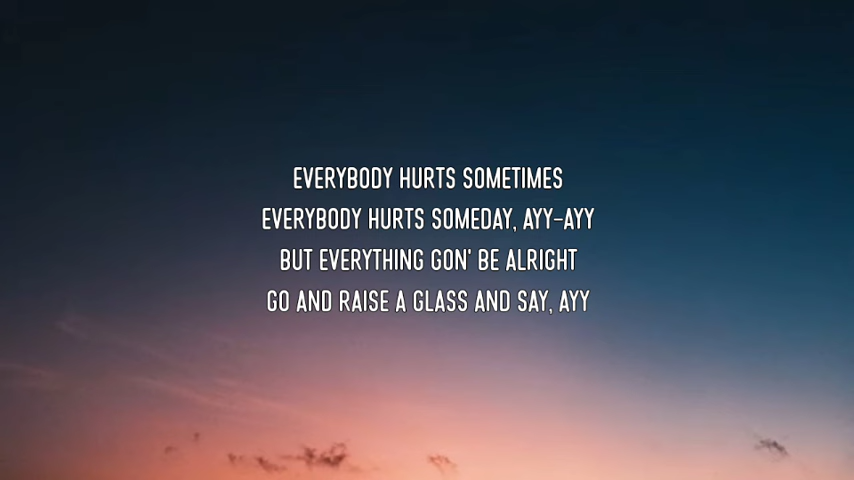 EVERYBODY HURTS SOMETIMES
EVERYBODY HURTS SOMEDAY, AYY-AYY
BUT EVERYTHING GON' BE ALRIGHT
GO AND RAISE A GLASS AND SAY, AYY